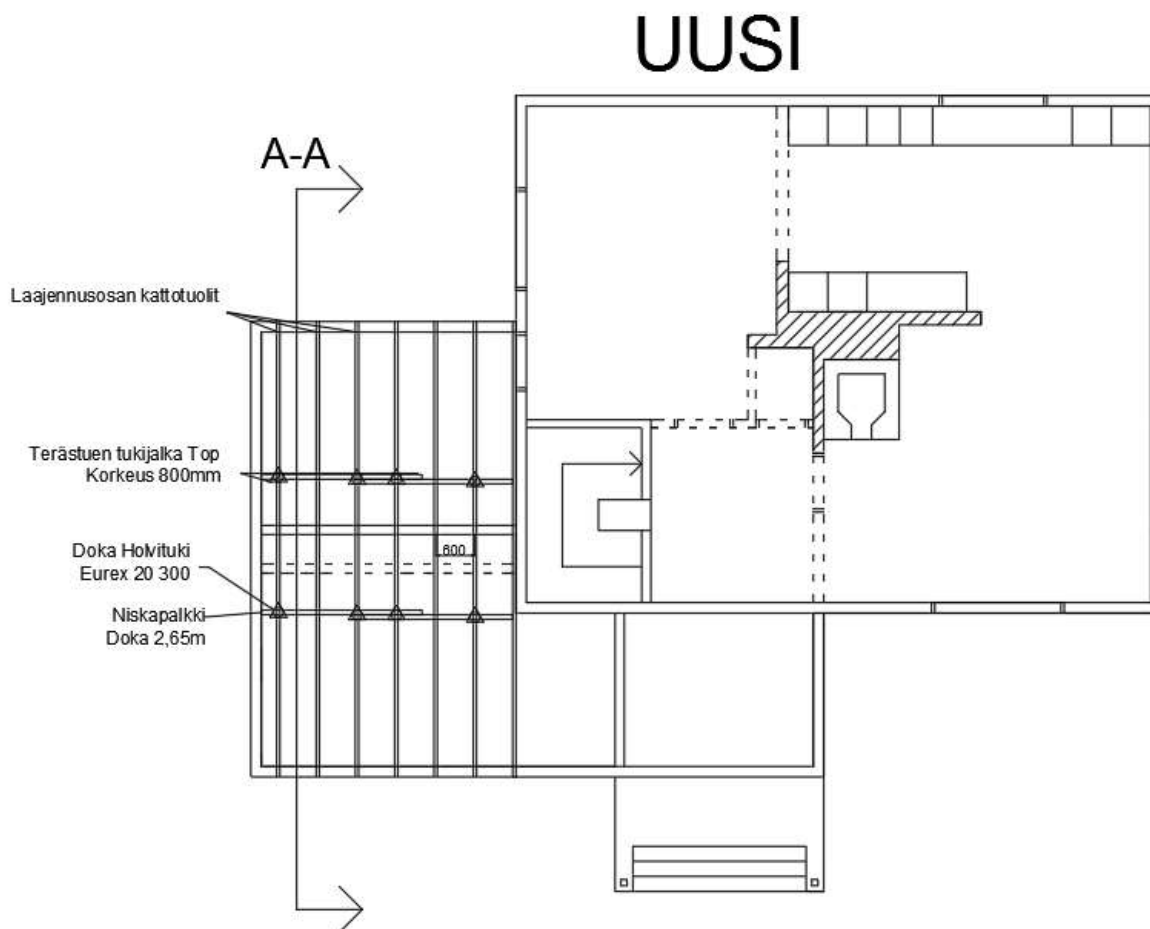 UUSI
A-A
Laajennusosan kattotuolit
Terästuen tukijalka Top
Korkeus 800mm
Doka Holvituki
Eurex 20 300
600
Niskapalkki
Doka 2,65m